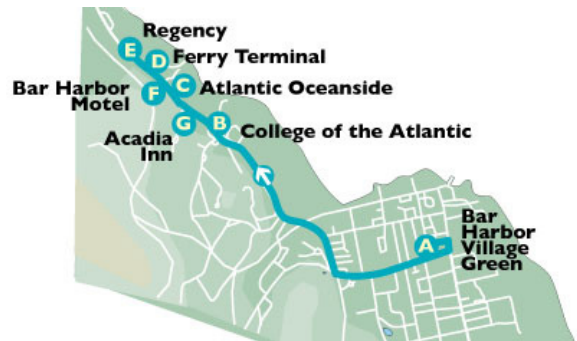 Regency
E
D
Ferry Terminal
C
Atlantic Oceanside
Bar Harbor
Motel
F
G
Acadia
Inn
B
College of the Atlantic
A
Bar
Harbor
Village
Green